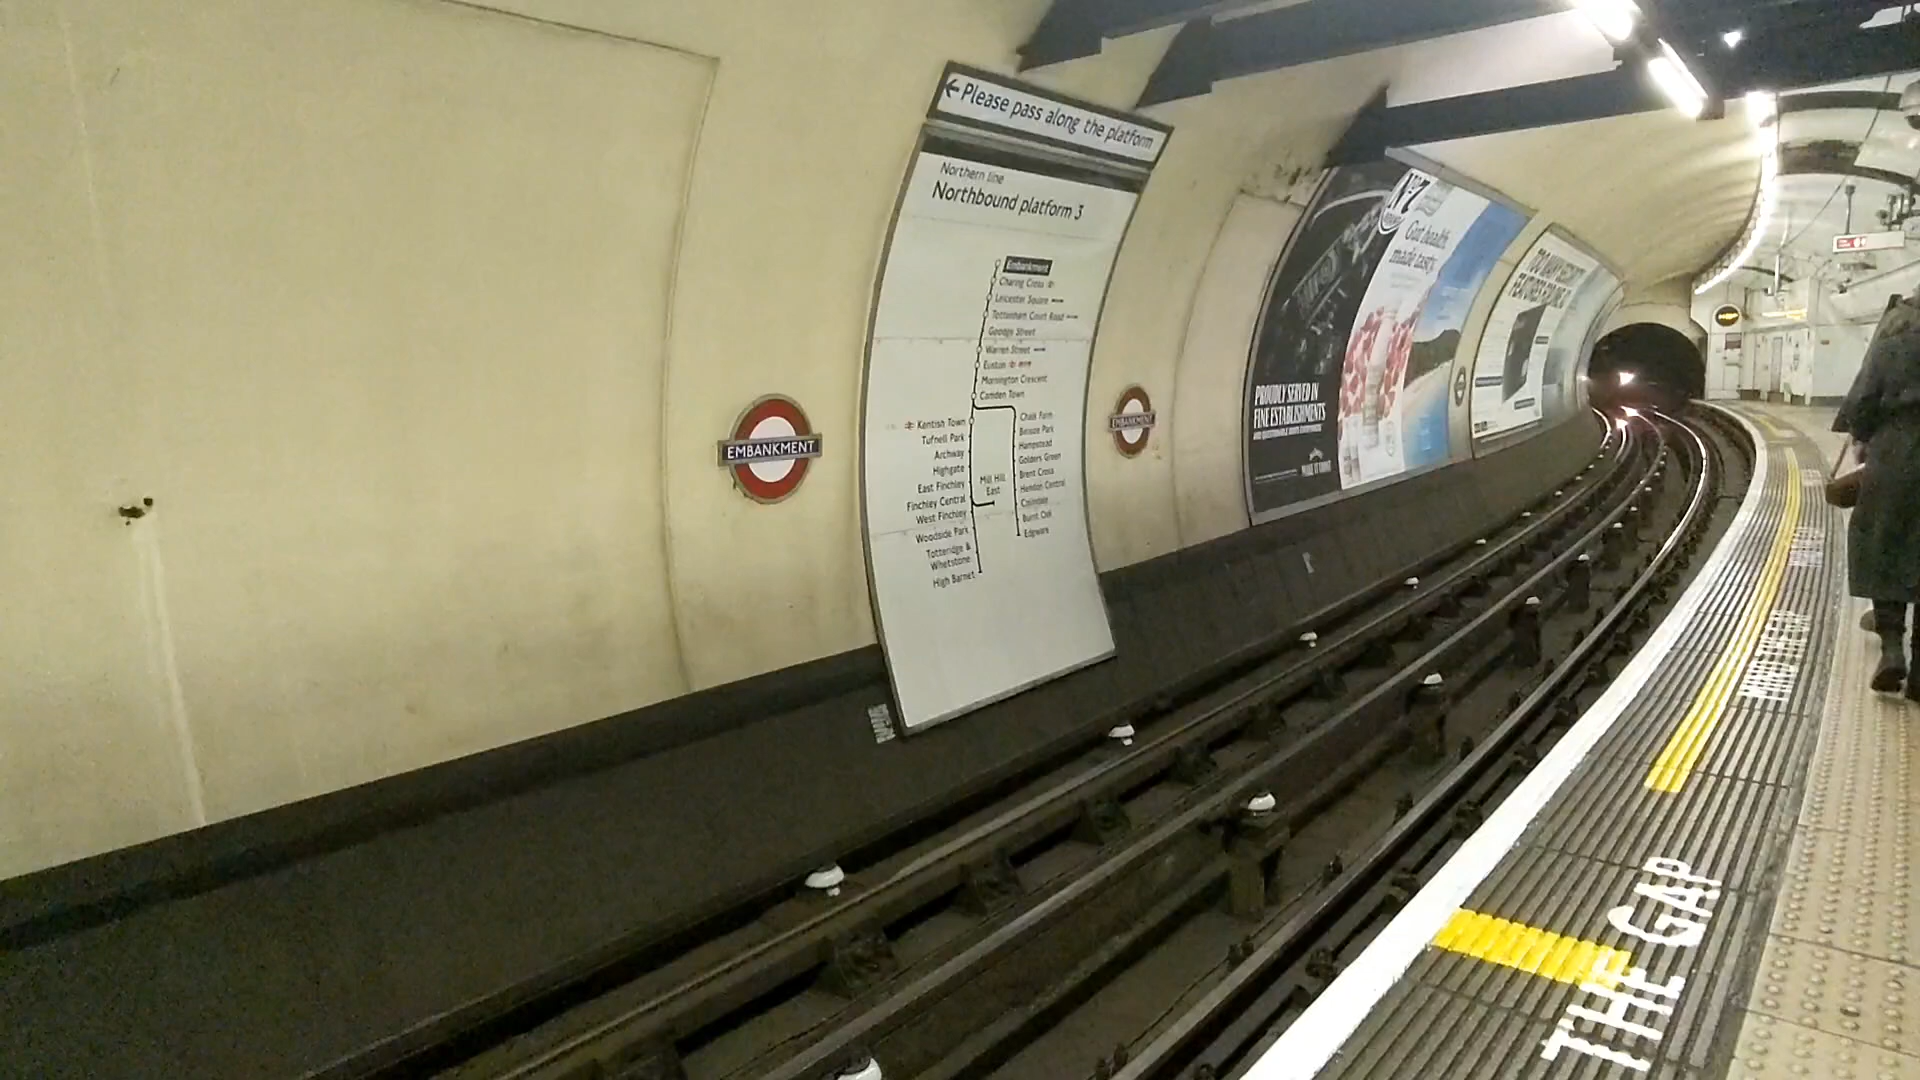 ← Please pass along the platform
Northern line
Northbound platform 3
Embankment
Charing Cross
Leicester Square
Tottenham Court Road
Goodge Street
Warren Street
Euston
Mornington Crescent
Camden Town
Kentish Town
Tufnell Park
Archway
Highgate
East Finchley
Finchley Central
West Finchley
Woodside Park
Totteridge &
Whetstone
High Barnet
Mill Hill
East
Chalk Farm
Belsize Park
Hampstead
Golders Green
Brent Cross
Hendon Central
Colindale
Burnt Oak
Edgware
EMBANKMENT
EMBANKMENT
PROUDLY SERVED IN
FINE ESTABLISHMENTS
Gut health
made tasty.
TOO MANY
MIND
THE GAP